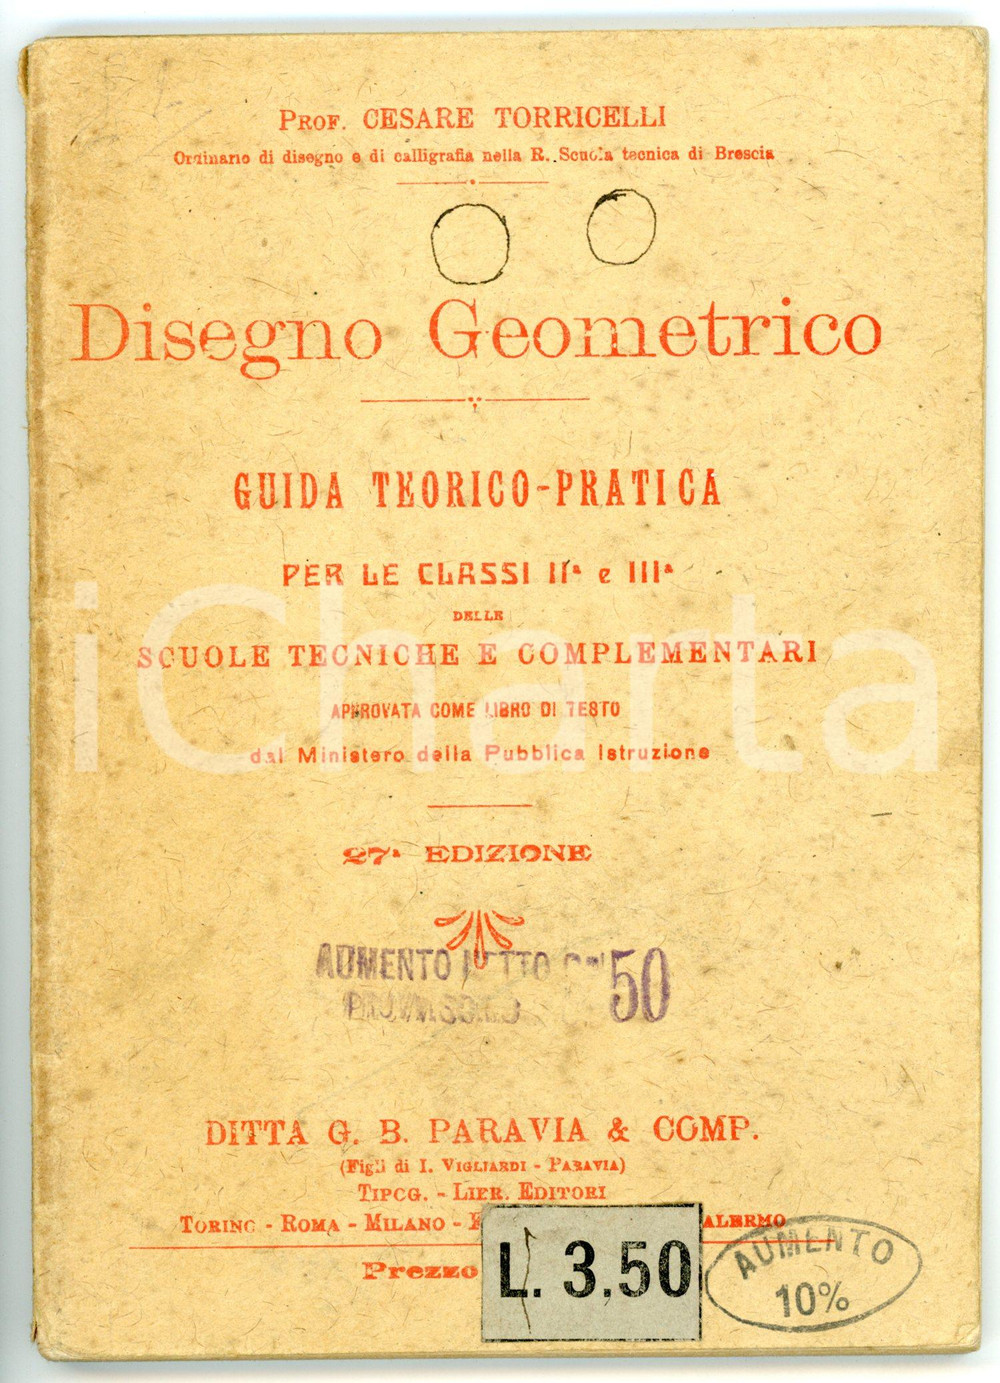 PROF. CESARE TORRICELLI
Ordinario di disegno e di calligrafia nella R. Scuola tecnica di Brescia
Disegno Geometrico
GUIDA TEORICO-PRATICA
PER LE CLASSI IIª e IIIª
DELLE
SCUOLE TECNICHE E COMPLEMENTARI
APPROVATA COME LIBRO DI TESTO
dal Ministero della Pubblica Istruzione
iCharta
27ª EDIZIONE
AUMENTO NETTO 50
DITTA G. B. PARAVIA & COMP.
(Figli di I. VIGLIARDI - PARAVIA)
TIPOG. - LIBR. EDITORI
TORINO - ROMA - MILANO - ALERMO
Prezzo L. 3.50
AUMENTO
10%